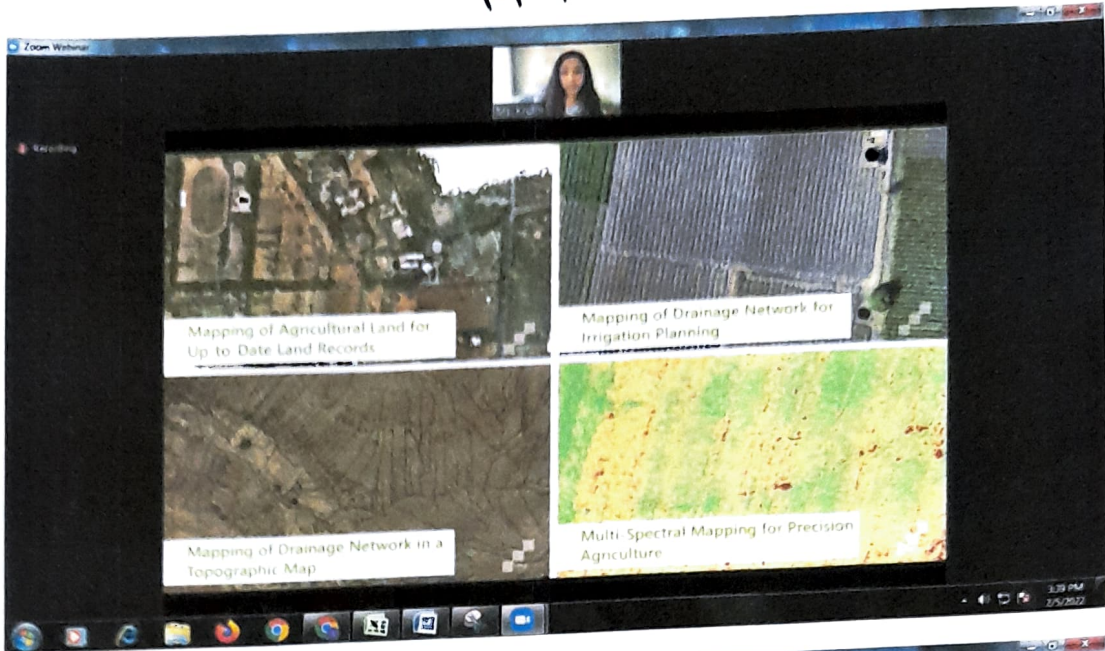 Zoom Webinar
Recording
Mapping of Agricultural Land for
Up to Date Land Records
Mapping of Drainage Network for
Irrigation Planning
Mapping of Drainage Network in a
Topographic Map
Multi-Spectral Mapping for Precision
Agriculture
3:39 PM
2/5/2022